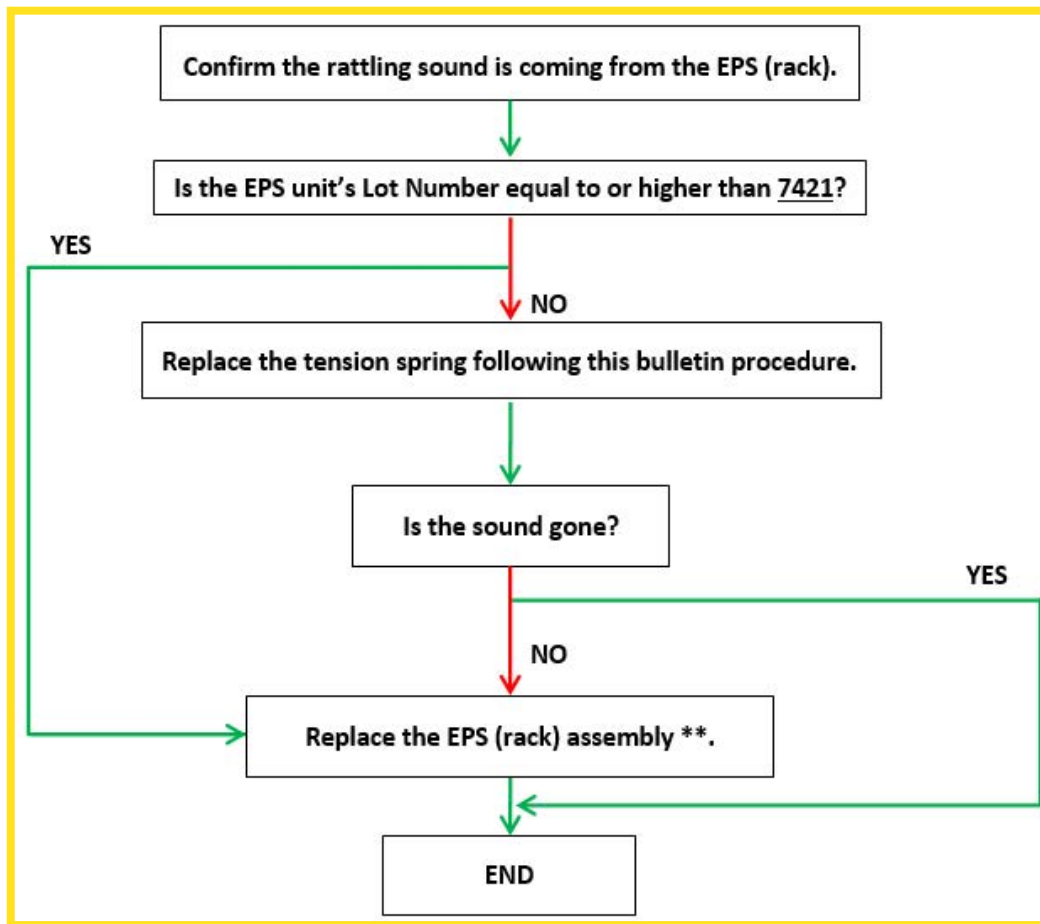 Confirm the rattling sound is coming from the EPS (rack).
Is the EPS unit's Lot Number equal to or higher than 7421?
YES
NO
Replace the tension spring following this bulletin procedure.
Is the sound gone?
YES
NO
Replace the EPS (rack) assembly **.
END